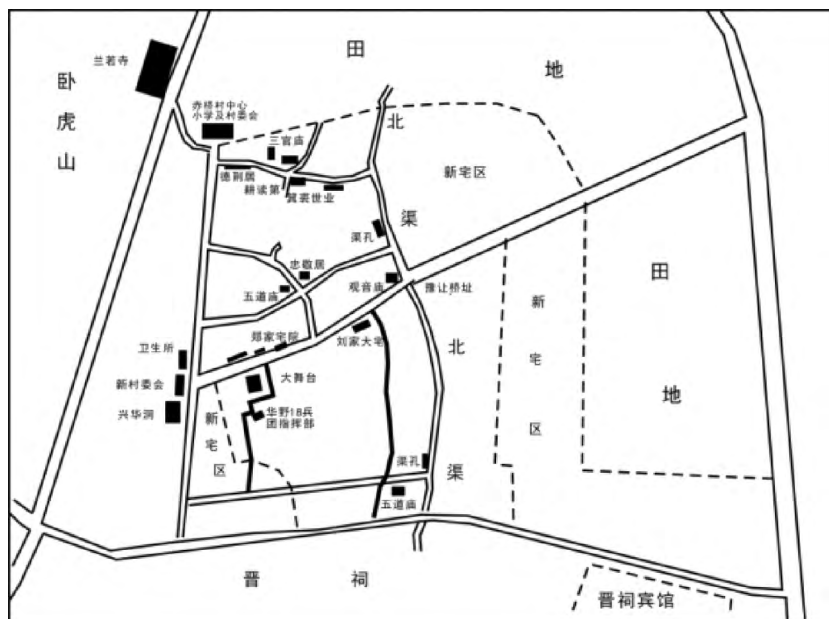 田
地
兰若寺
卧虎山
赤桥村中心
小学及村委会
三官庙
北
德荆居
耕读第
冀裘世业
新宅区
渠孔
渠
忠敬居
五道庙
观音庙
豫让桥址
田
地
新宅区
郑家宅院
刘家大宅
卫生所
新村委会
兴华洞
大舞台
华野18兵
团指挥部
新宅区
北
渠
渠孔
五道庙
晋祠
晋祠宾馆